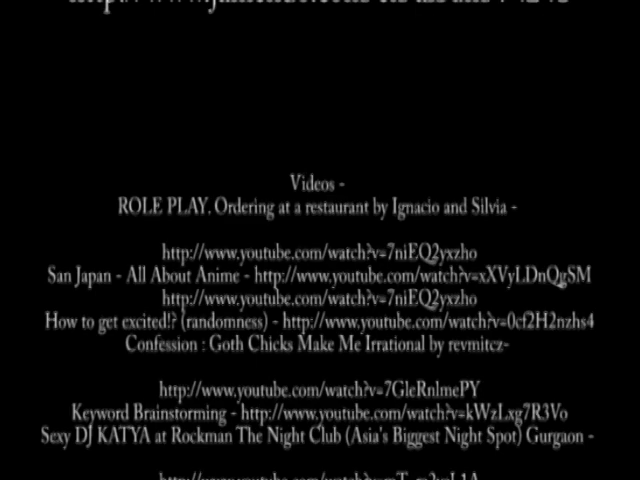 Videos -
ROLE PLAY. Ordering at a restaurant by Ignacio and Silvia -
http://www.youtube.com/watch?v=7niEQ2yxzho
San Japan - All About Anime - http://www.youtube.com/watch?v=xXVyLDnQgSM
http://www.youtube.com/watch?v=7niEQ2yxzho
How to get excited!? (randomness) - http://www.youtube.com/watch?v=0cf2H2nzhs4
Confession : Goth Chicks Make Me Irrational by revmitcz-
http://www.youtube.com/watch?v=7GleRnlmePY
Keyword Brainstorming - http://www.youtube.com/watch?v=kWzLxg7R3Vo
Sexy DJ KATYA at Rockman The Night Club (Asia's Biggest Night Spot) Gurgaon -